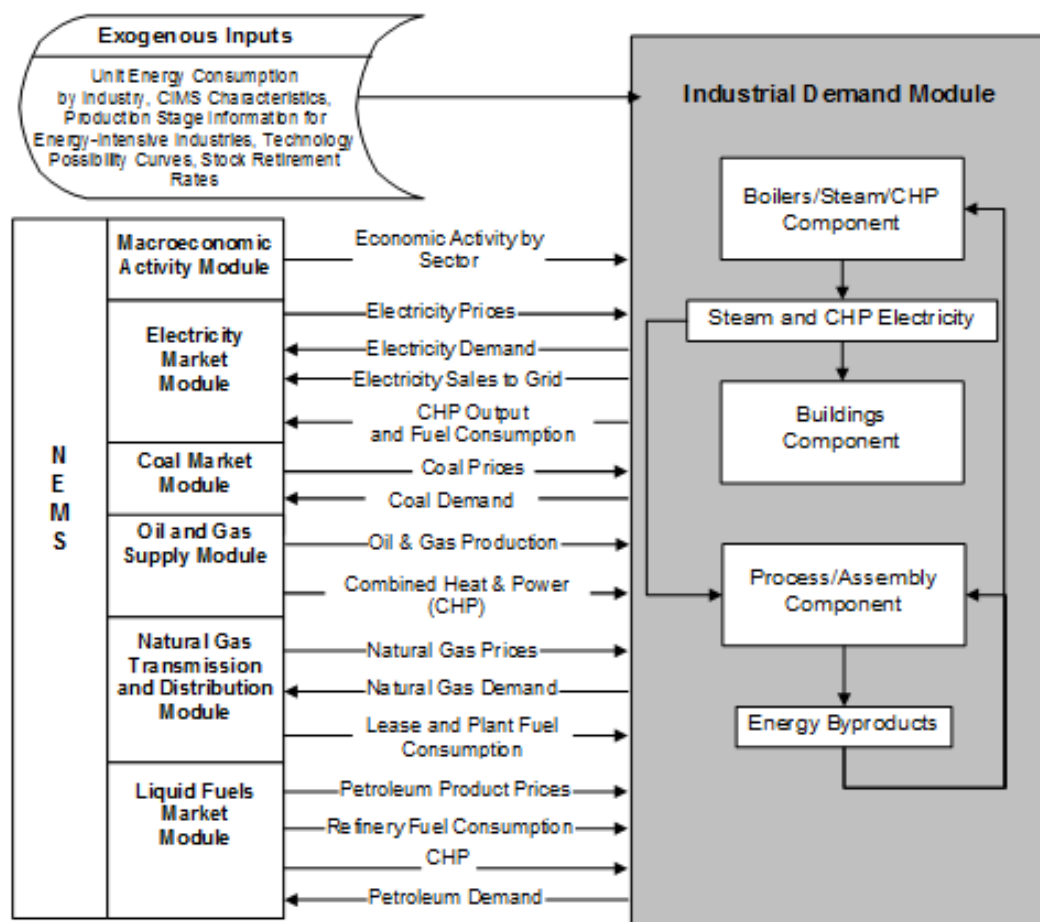 Exogenous Inputs
Unit Energy Consumption
by Industry, CIMS Characteristics,
Production Stage Information for
Energy-Intensive Industries, Technology
Possibility Curves, Stock Retirement
Rates
NEMS
Macroeconomic
Activity Module
Electricity
Market
Module
Coal Market
Module
Oil and Gas
Supply Module
Natural Gas
Transmission
and Distribution
Module
Liquid Fuels
Market
Module
Economic Activity by
Sector
Electricity Prices
Electricity Demand
Electricity Sales to Grid
CHP Output
and Fuel Consumption
Coal Prices
Coal Demand
Oil & Gas Production
Combined Heat & Power
(CHP)
Natural Gas Prices
Natural Gas Demand
Lease and Plant Fuel
Consumption
Petroleum Product Prices
Refinery Fuel Consumption
CHP
Petroleum Demand
Industrial Demand Module
Boilers/Steam/CHP
Component
Steam and CHP Electricity
Buildings
Component
Process/Assembly
Component
Energy Byproducts